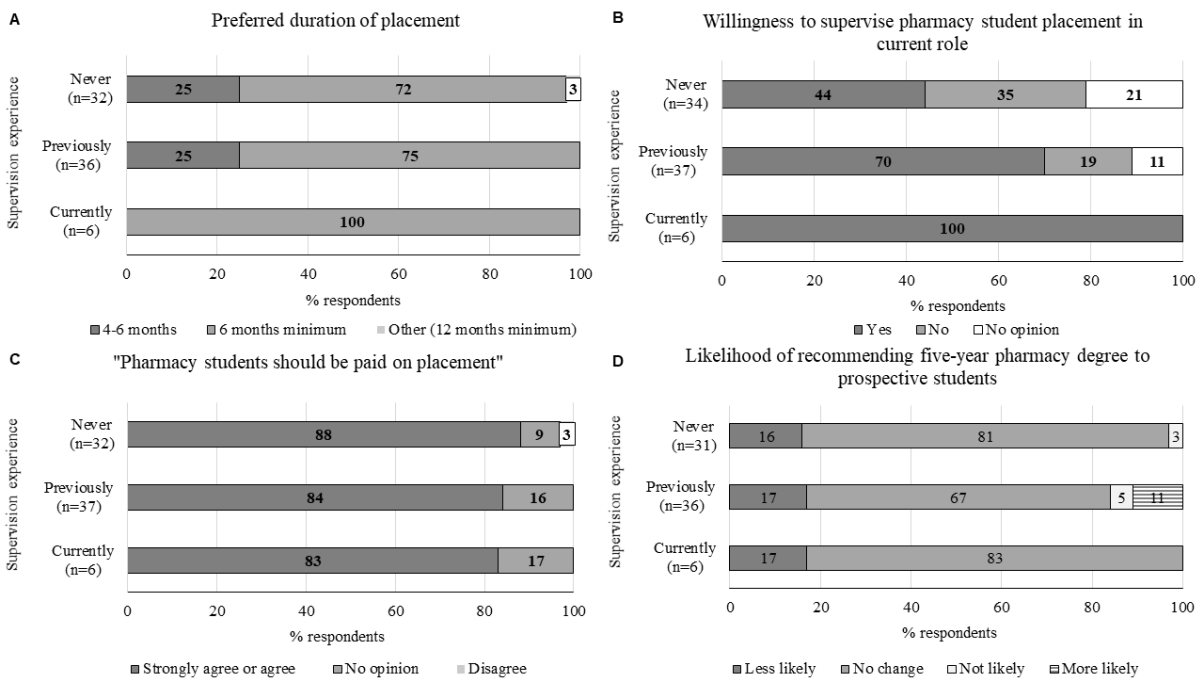 A
Preferred duration of placement
Supervision experience
Never
(n=32)
25
72
3
Previously
(n=36)
25
75
Currently
(n=6)
100
0
20
40
60
80
100
% respondents
4-6 months
6 months minimum
Other (12 months minimum)
B
Willingness to supervise pharmacy student placement in
current role
Supervision experience
Never
(n=34)
44
35
21
Previously
(n=37)
70
19
11
Currently
(n=6)
100
0
20
40
60
80
100
% respondents
Yes
No
No opinion
C
"Pharmacy students should be paid on placement"
Supervision experience
Never
(n=32)
88
9
3
Previously
(n=37)
84
16
Currently
(n=6)
83
17
0
20
40
60
80
100
% respondents
Strongly agree or agree
No opinion
Disagree
D
Likelihood of recommending five-year pharmacy degree to
prospective students
Supervision experience
Never
(n=31)
16
81
3
Previously
(n=36)
17
67
5
11
Currently
(n=6)
17
83
0
20
40
60
80
100
% respondents
Less likely
No change
Not likely
More likely